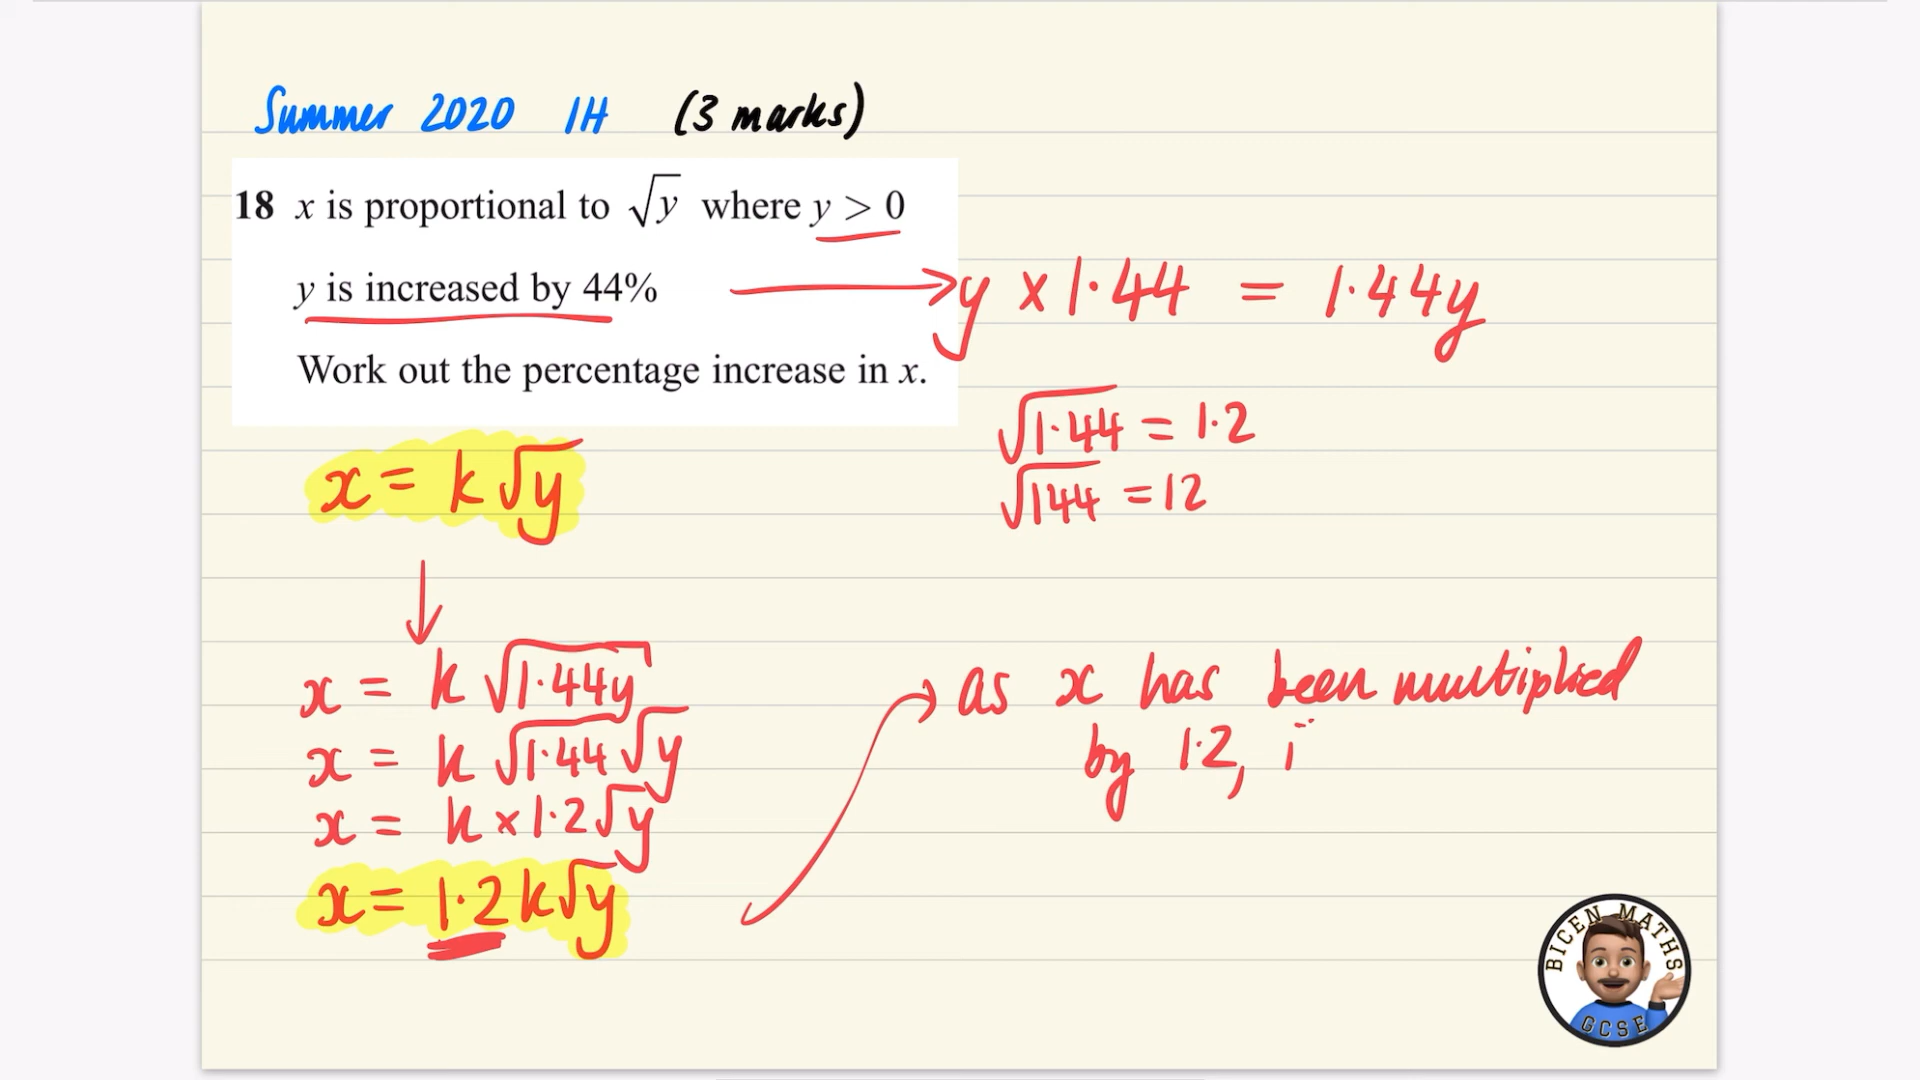 Summer 2020 1H (3 marks)
18 x is proportional to √y where y > 0
y is increased by 44%
Work out the percentage increase in x.
y × 1.44 = 1.44y
√1.44 = 1.2
√144 = 12
x = k√y
x = k√1.44y
x = k√1.44√y
x = k×1.2√y
x = 1.2k√y
as x has been multiplied
by 1.2, i
BICEN MATHS
GCSE